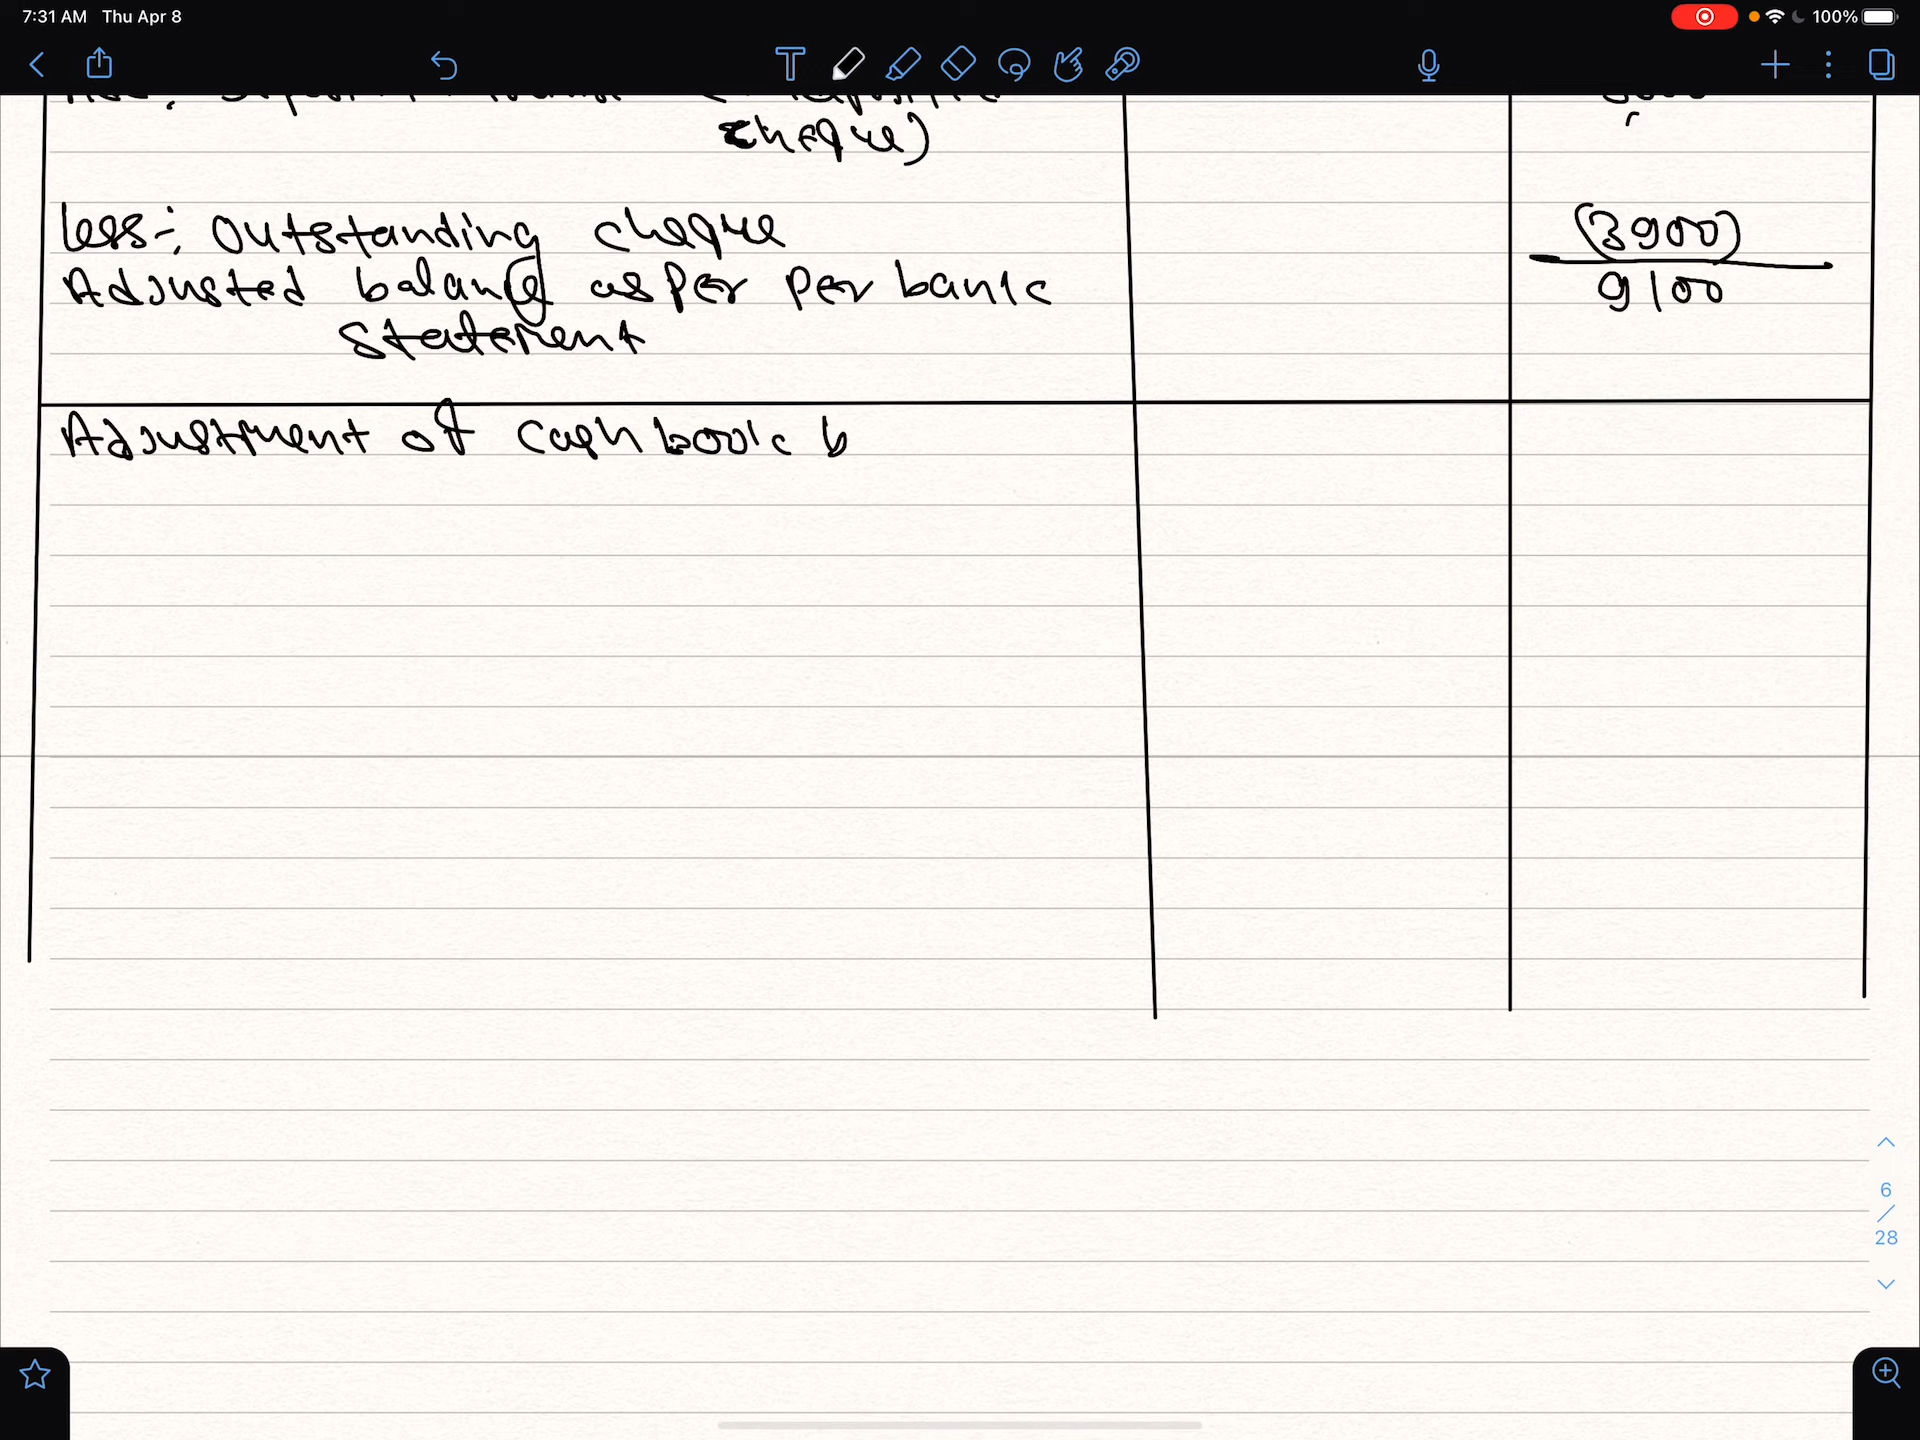 7:31 AM Thu Apr 8
100%
cheque)
Less:- Outstanding cheque
(3900)
Adjusted balance as Per Per bank
9100
statement
Adjustment of cash book b
6
/
28